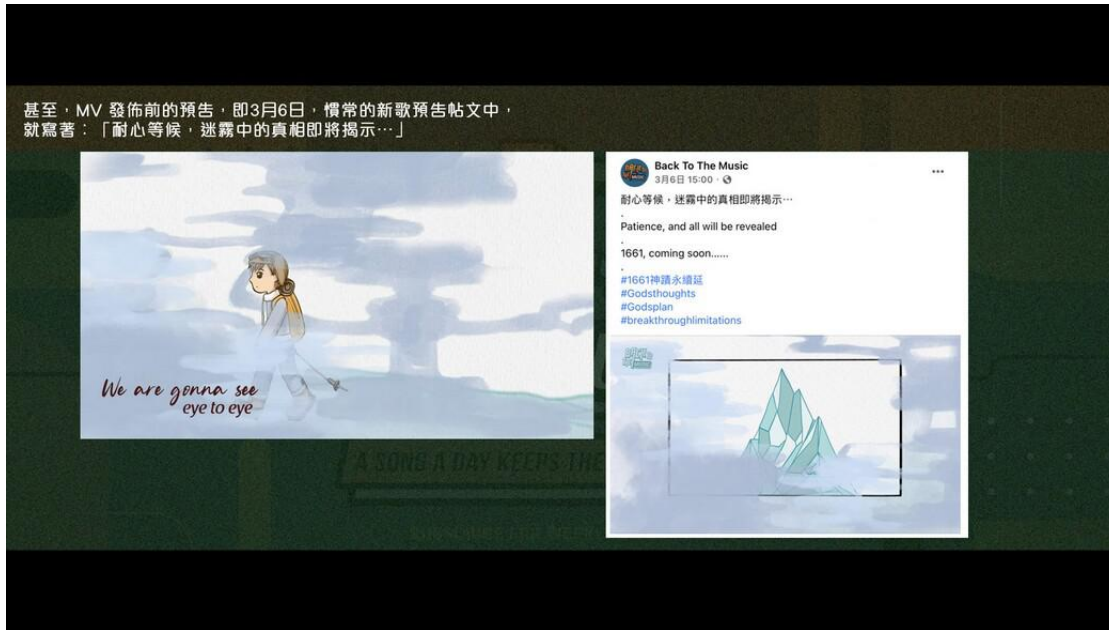 甚至，MV 發佈前的預告，即3月6日，慣常的新歌預告帖文中，
就寫著：「耐心等候，迷霧中的真相即將揭示…」
We are gonna see
eye to eye
Back To The Music
3月6日 15:00
耐心等候，迷霧中的真相即將揭示…
.
Patience, and all will be revealed
.
1661, coming soon......
.
#1661神蹟永續延
#Godsthoughts
#Godsplan
#breakthroughlimitations
A SONG A DAY KEEPS THE